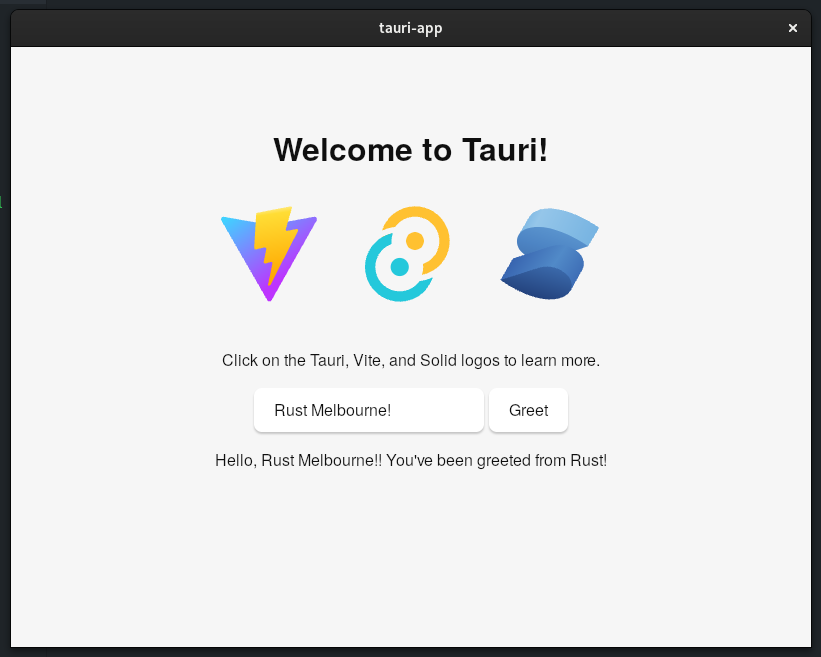 tauri-app
Welcome to Tauri!
Click on the Tauri, Vite, and Solid logos to learn more.
Rust Melbourne!
Greet
Hello, Rust Melbourne!! You've been greeted from Rust!